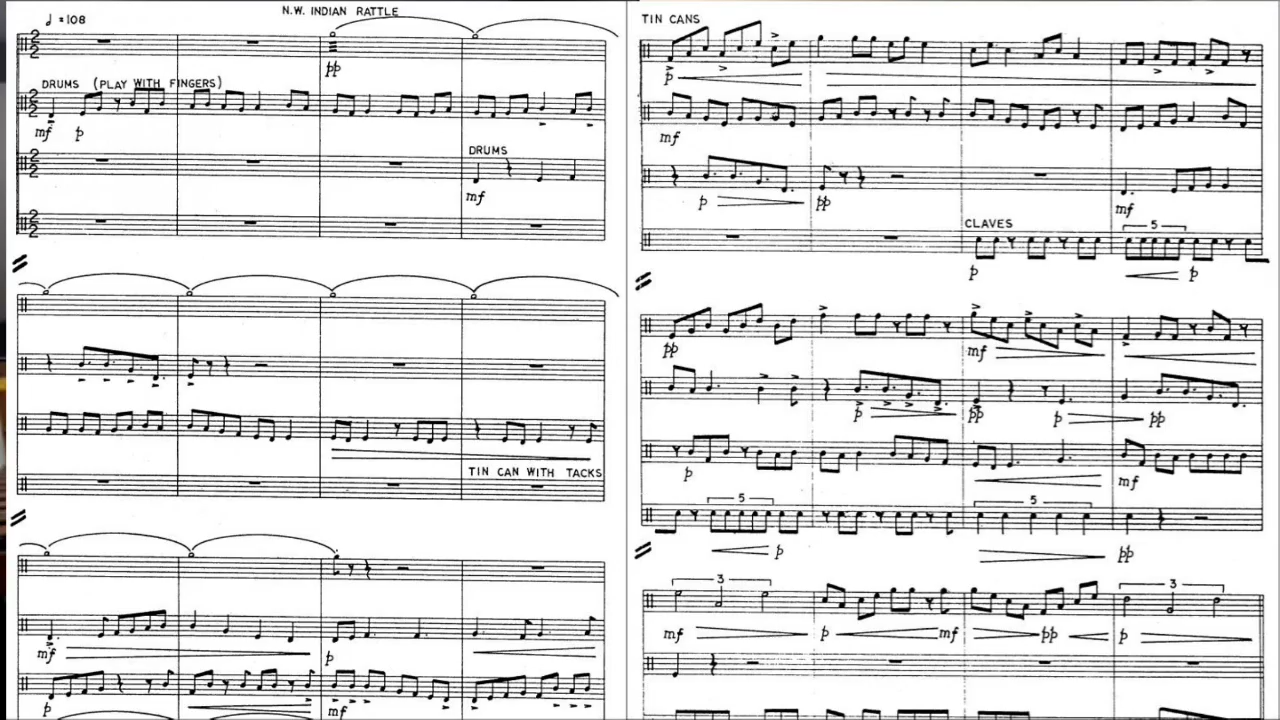 ♩ = 108
N.W. INDIAN RATTLE
pp
DRUMS (PLAY WITH FINGERS)
mf p
DRUMS
mf
TIN CAN WITH TACKS
mf p
p mf
TIN CANS
p
mf
p pp mf
CLAVES
5
p p
pp mf
p pp p pp
p mf
5 5
p pp
3 3
mf p mf pp p